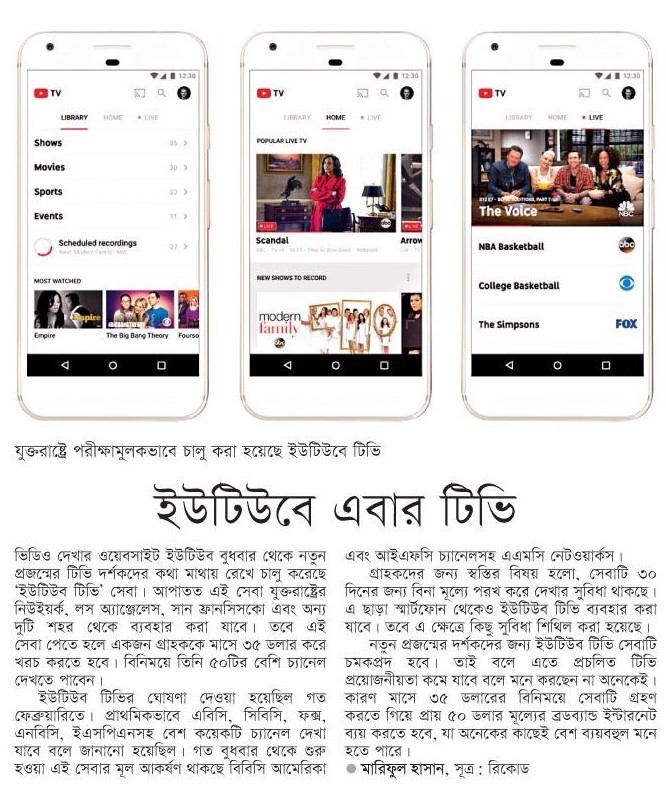 12:30
TV
LIBRARY HOME • LIVE
Shows 35 >
Movies 30 >
Sports 23 >
Events 11 >
Scheduled recordings 27 >
Next: Modern Family - ABC
MOST WATCHED
Empire
Empire The Big Bang Theory Fourso
12:30
TV
LIBRARY HOME • LIVE
POPULAR LIVE TV
LIVE abc LIVE
Scandal Arrow
NEW SHOWS TO RECORD
modern family
abc
12:30
TV
LIBRARY HOME • LIVE
The Voice
NBC
NBA Basketball abc
College Basketball
The Simpsons FOX
যুক্তরাষ্ট্রে পরীক্ষামুলকভাবে চালু করা হয়েছে ইউটিউবে টিভি
ইউটিউবে এবার টিভি
ভিডিও দেখার ওয়েবসাইট ইউটিউব বুধবার থেকে নতুন
প্রজন্মের টিভি দর্শকদের কথা মাথায় রেখে চালু করেছে
‘ইউটিউব টিভি’ সেবা। আপাতত এই সেবা যুক্তরাষ্ট্রের
নিউইয়র্ক, লস অ্যাঞ্জেলেস, সান ফ্রানসিসকো এবং অন্য
দুটি শহর থেকে ব্যবহার করা যাবে। তবে এই
সেবা পেতে হলে একজন গ্রাহককে মাসে ৩৫ ডলার করে
খরচ করতে হবে। বিনিময়ে তিনি ৫০টির বেশি চ্যানেল
দেখতে পাবেন।
ইউটিউব টিভির ঘোষণা দেওয়া হয়েছিল গত
ফেব্রুয়ারিতে। প্রাথমিকভাবে এবিসি, সিবিসি, ফক্স,
এনবিসি, ইএসপিএনসহ বেশ কয়েকটি চ্যানেল দেখা
যাবে বলে জানানো হয়েছিল। গত বুধবার থেকে শুরু
হওয়া এই সেবার মূল আকর্ষণ থাকছে বিবিসি আমেরিকা
এবং আইএফসি চ্যানেলসহ এএমসি নেটওয়ার্কস।
গ্রাহকদের জন্য স্বস্তির বিষয় হলো, সেবাটি ৩০
দিনের জন্য বিনা মূল্যে পরখ করে দেখার সুবিধা থাকছে।
এ ছাড়া স্মার্টফোন থেকেও ইউটিউব টিভি ব্যবহার করা
যাবে। তবে এ ক্ষেত্রে কিছু সুবিধা শিথিল করা হয়েছে।
নতুন প্রজন্মের দর্শকদের জন্য ইউটিউব টিভি সেবাটি
চমকপ্রদ হবে। তাই বলে এতে প্রচলিত টিভি
প্রয়োজনীয়তা কমে যাবে বলে মনে করছেন না অনেকেই।
কারণ মাসে ৩৫ ডলারের বিনিময়ে সেবাটি গ্রহণ
করতে গিয়ে প্রায় ৫০ ডলার মূল্যের ব্রডব্যান্ড ইন্টারনেট
ব্যয় করতে হবে, যা অনেকের কাছেই বেশ ব্যয়বহুল মনে
হতে পারে।
● মারিফুল হাসান, সূত্র : রিকোড